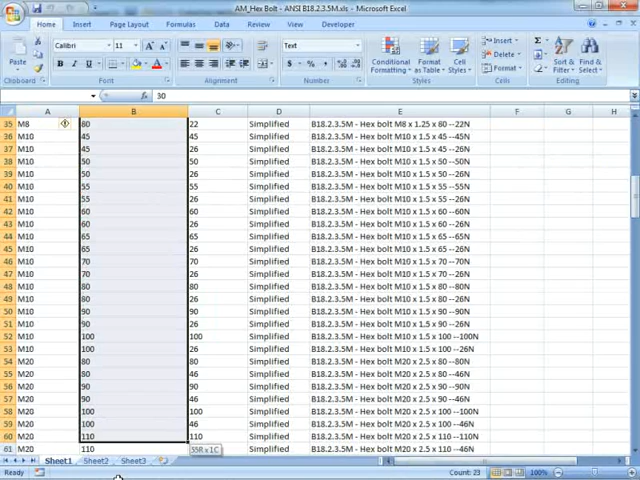 AM_Hex Bolt - ANSI B18.2.3.5M.xls - Microsoft Excel
Home Insert Page Layout Formulas Data Review View Developer
Paste
Calibri 11
B I U
Text
$ % ,
Conditional Formatting Format as Table Cell Styles
Insert
Delete
Format
Sort & Filter Find & Select
Clipboard Font Alignment Number Styles Cells Editing
fx 30
A B C D E F G H
35 M8 80 22 Simplified B18.2.3.5M - Hex bolt M8 x 1.25 x 80 --22N
36 M10 45 45 Simplified B18.2.3.5M - Hex bolt M10 x 1.5 x 45 --45N
37 M10 45 26 Simplified B18.2.3.5M - Hex bolt M10 x 1.5 x 45 --26N
38 M10 50 50 Simplified B18.2.3.5M - Hex bolt M10 x 1.5 x 50 --50N
39 M10 50 26 Simplified B18.2.3.5M - Hex bolt M10 x 1.5 x 50 --26N
40 M10 55 55 Simplified B18.2.3.5M - Hex bolt M10 x 1.5 x 55 --55N
41 M10 55 26 Simplified B18.2.3.5M - Hex bolt M10 x 1.5 x 55 --26N
42 M10 60 60 Simplified B18.2.3.5M - Hex bolt M10 x 1.5 x 60 --60N
43 M10 60 26 Simplified B18.2.3.5M - Hex bolt M10 x 1.5 x 60 --26N
44 M10 65 65 Simplified B18.2.3.5M - Hex bolt M10 x 1.5 x 65 --65N
45 M10 65 26 Simplified B18.2.3.5M - Hex bolt M10 x 1.5 x 65 --26N
46 M10 70 70 Simplified B18.2.3.5M - Hex bolt M10 x 1.5 x 70 --70N
47 M10 70 26 Simplified B18.2.3.5M - Hex bolt M10 x 1.5 x 70 --26N
48 M10 80 80 Simplified B18.2.3.5M - Hex bolt M10 x 1.5 x 80 --80N
49 M10 80 26 Simplified B18.2.3.5M - Hex bolt M10 x 1.5 x 80 --26N
50 M10 90 90 Simplified B18.2.3.5M - Hex bolt M10 x 1.5 x 90 --90N
51 M10 90 26 Simplified B18.2.3.5M - Hex bolt M10 x 1.5 x 90 --26N
52 M10 100 100 Simplified B18.2.3.5M - Hex bolt M10 x 1.5 x 100 --100N
53 M10 100 26 Simplified B18.2.3.5M - Hex bolt M10 x 1.5 x 100 --26N
54 M20 80 80 Simplified B18.2.3.5M - Hex bolt M20 x 2.5 x 80 --80N
55 M20 80 46 Simplified B18.2.3.5M - Hex bolt M20 x 2.5 x 80 --46N
56 M20 90 90 Simplified B18.2.3.5M - Hex bolt M20 x 2.5 x 90 --90N
57 M20 90 46 Simplified B18.2.3.5M - Hex bolt M20 x 2.5 x 90 --46N
58 M20 100 100 Simplified B18.2.3.5M - Hex bolt M20 x 2.5 x 100 --100N
59 M20 100 46 Simplified B18.2.3.5M - Hex bolt M20 x 2.5 x 100 --46N
60 M20 110 110 Simplified B18.2.3.5M - Hex bolt M20 x 2.5 x 110 --110N
61 M20 110 55R x 1C Simplified B18.2.3.5M - Hex bolt M20 x 2.5 x 110 --46N
Sheet1 Sheet2 Sheet3
Ready Count: 23 100%